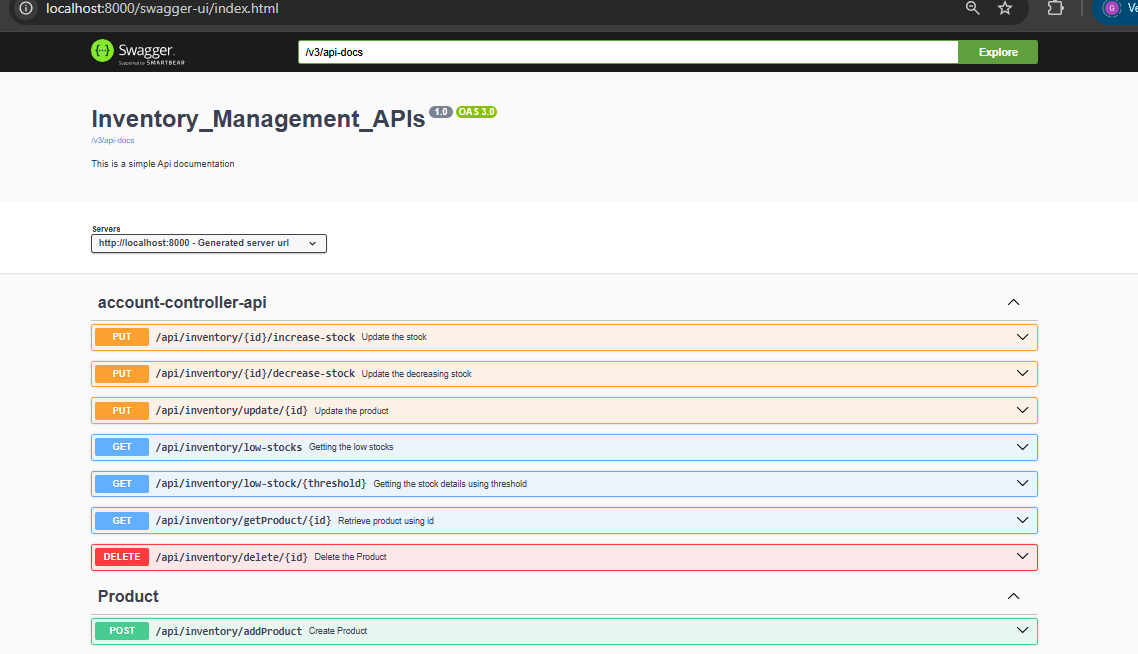 localhost:8000/swagger-ui/index.html
G Ve
{···} Swagger.
Supported by SMARTBEAR
/v3/api-docs
Explore
Inventory_Management_APIs 1.0 OAS 3.0
/v3/api-docs
This is a simple Api documentation
Servers
http://localhost:8000 - Generated server url
account-controller-api
PUT /api/inventory/{id}/increase-stock Update the stock
PUT /api/inventory/{id}/decrease-stock Update the decreasing stock
PUT /api/inventory/update/{id} Update the product
GET /api/inventory/low-stocks Getting the low stocks
GET /api/inventory/low-stock/{threshold} Getting the stock details using threshold
GET /api/inventory/getProduct/{id} Retrieve product using id
DELETE /api/inventory/delete/{id} Delete the Product
Product
POST /api/inventory/addProduct Create Product